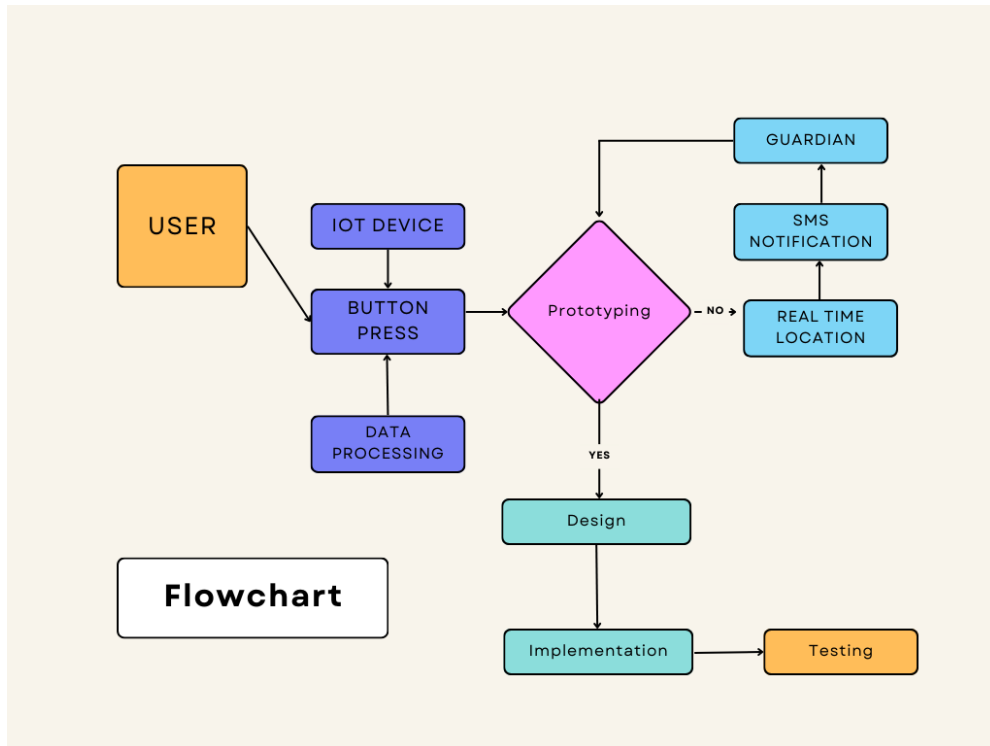 USER
IOT DEVICE
BUTTON
PRESS
DATA
PROCESSING
Prototyping
NO
REAL TIME
LOCATION
SMS
NOTIFICATION
GUARDIAN
YES
Design
Implementation
Testing
Flowchart